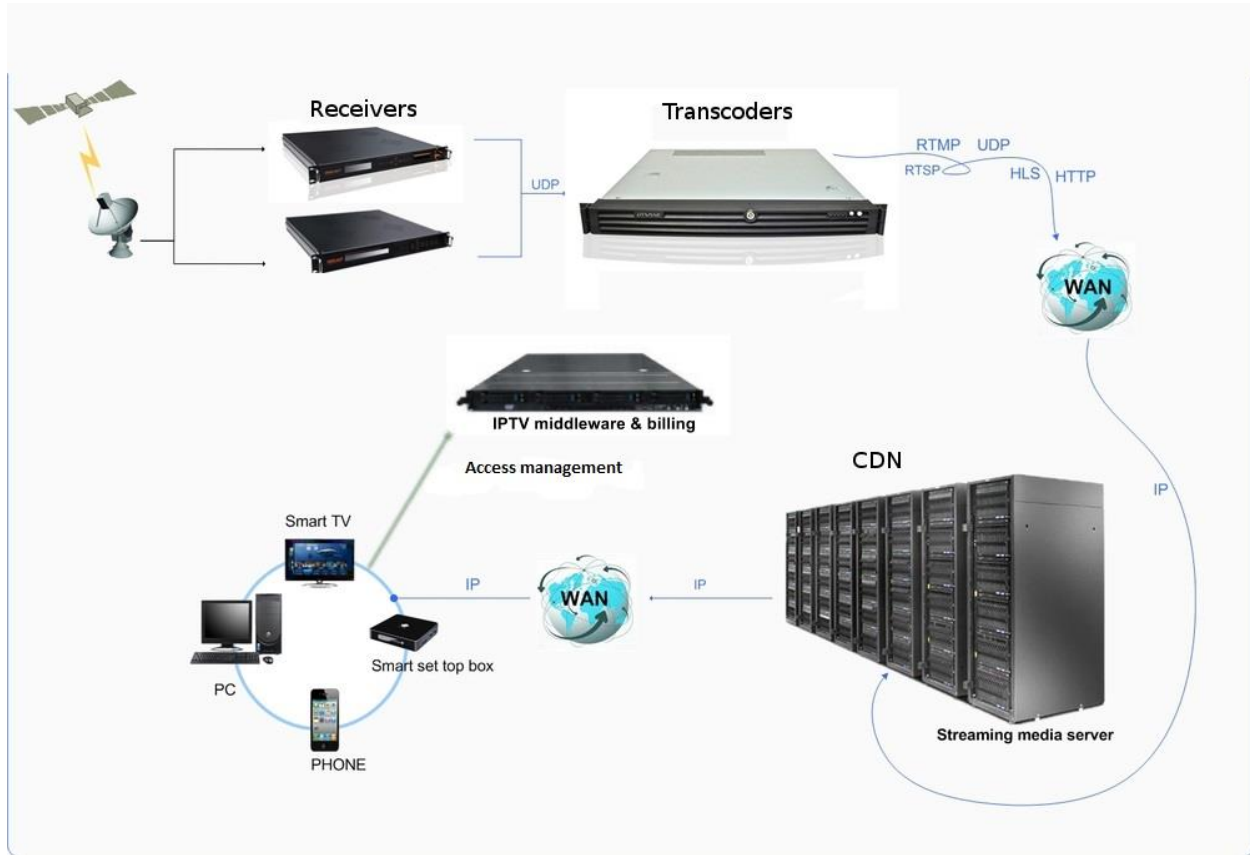 Receivers
Transcoders
UDP
RTMP UDP
RTSP
HLS HTTP
WAN
IPTV middleware & billing
Access management
CDN
IP
Smart TV
IP
WAN
IP
Smart set top box
PC
PHONE
Streaming media server